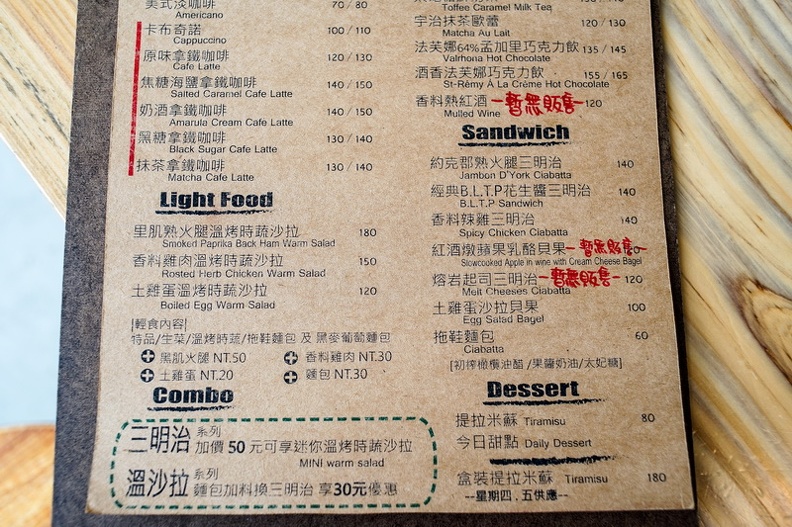 美式淡咖啡 70 / 80
Americano
卡布奇諾 100 / 110
Cappuccino
原味拿鐵咖啡 120 / 130
Cafe Latte
焦糖海鹽拿鐵咖啡 140 / 150
Salted Caramel Cafe Latte
奶酒拿鐵咖啡 140 / 150
Amarula Cream Cafe Latte
黑糖拿鐵咖啡 130 / 140
Black Sugar Cafe Latte
抹茶拿鐵咖啡 130 / 140
Matcha Cafe Latte
Light Food
里肌熟火腿溫烤時蔬沙拉 180
Smoked Paprika Back Ham Warm Salad
香料雞肉溫烤時蔬沙拉 150
Rosted Herb Chicken Warm Salad
土雞蛋溫烤時蔬沙拉 120
Boiled Egg Warm Salad
|輕食內容|
特品/生菜/溫烤時蔬/拖鞋麵包 及 黑麥葡萄麵包
黑肌火腿 NT.50 香料雞肉 NT.30
土雞蛋 NT.20 麵包 NT.30
Combo
三明治 系列 加價 50 元可享迷你溫烤時蔬沙拉
MINI warm salad
溫沙拉 系列 麵包加料換三明治 享30元優惠
Toffee Caramel Milk Tea
宇治抹茶歐蕾 120 / 130
Matcha Au Lait
法芙娜64%孟加里巧克力飲 135 / 145
Valrhona Hot Chocolate
酒香法芙娜巧克力飲 155 / 165
St-Rémy À La Crème Hot Chocolate
香料熱紅酒 暫無販售 120
Mulled Wine
Sandwich
約克郡熟火腿三明治 140
Jambon D'York Ciabatta
經典B.L.T.P花生醬三明治 140
B.L.T.P Sandwich
香料辣雞三明治 140
Spicy Chicken Ciabatta
紅酒燉蘋果乳酪貝果 暫無販售
Slowcooked Apple in wine with Cream Cheese Bagel
熔岩起司三明治 暫無販售 120
Melt Cheeses Ciabatta
土雞蛋沙拉貝果 100
Egg Salad Bagel
拖鞋麵包 60
Ciabatta
[初榨橄欖油醋 /果醬奶油/太妃糖]
Dessert
提拉米蘇 Tiramisu 80
今日甜點 Daily Dessert
盒裝提拉米蘇 Tiramisu 180
--星期四.五供應--